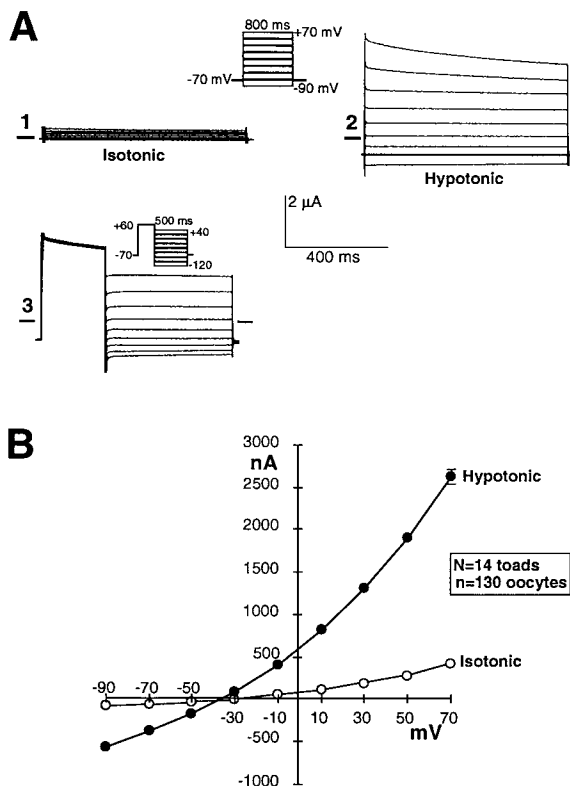 A
800 ms
+70 mV
-70 mV
-90 mV
1
Isotonic
2
Hypotonic
2 µA
400 ms
+60
500 ms
+40
-70
-120
3
B
3000
nA
2500
Hypotonic
2000
N=14 toads
n=130 oocytes
1500
1000
500
Isotonic
-90 -70 -50
-30 -10 10 30 50 70
mV
-500
-1000